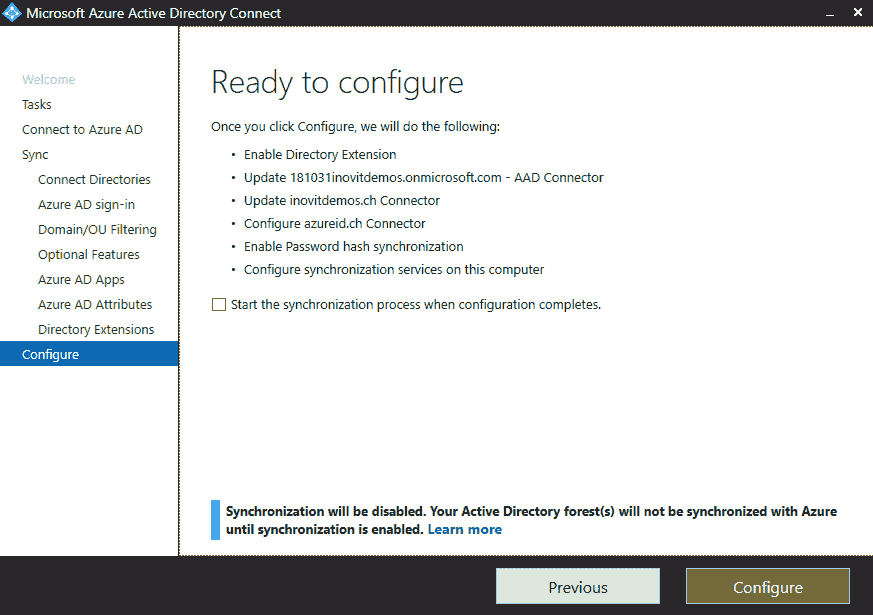 Microsoft Azure Active Directory Connect
Welcome
Tasks
Connect to Azure AD
Sync
Connect Directories
Azure AD sign-in
Domain/OU Filtering
Optional Features
Azure AD Apps
Azure AD Attributes
Directory Extensions
Configure
Ready to configure
Once you click Configure, we will do the following:
• Enable Directory Extension
• Update 181031inovitdemos.onmicrosoft.com - AAD Connector
• Update inovitdemos.ch Connector
• Configure azureid.ch Connector
• Enable Password hash synchronization
• Configure synchronization services on this computer
Start the synchronization process when configuration completes.
Synchronization will be disabled. Your Active Directory forest(s) will not be synchronized with Azure
until synchronization is enabled. Learn more
Previous
Configure